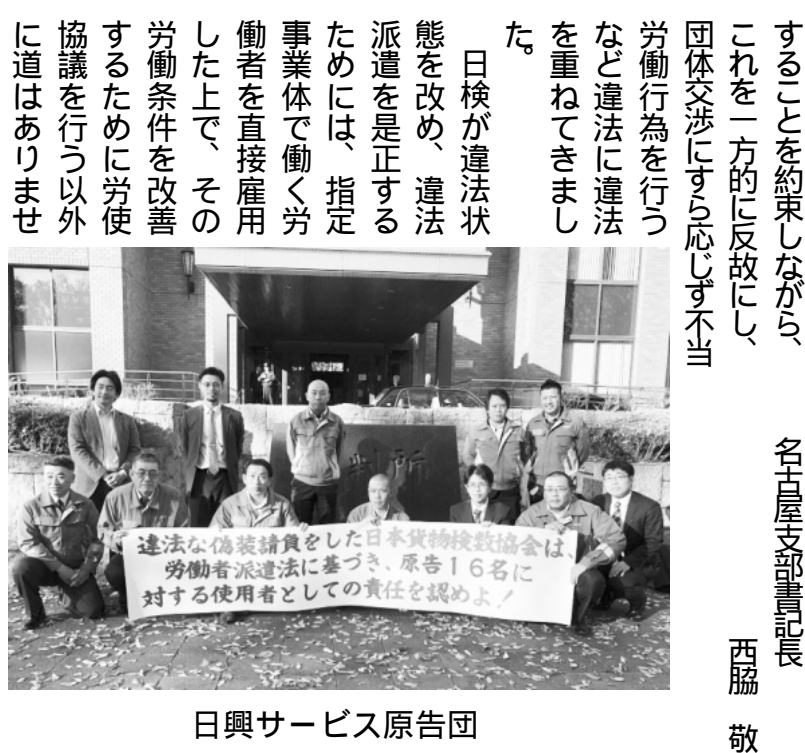 することを約束しながら、
これを一方的に反故にし、
団体交渉にすら応じず不当
労働行為を行う
など違法に違法
を重ねてきまし
た。
日検が違法状
態を改め、違法
派遣を是正する
ためには、指定
事業体で働く労
働者を直接雇用
した上で、その
労働条件を改善
するために労使
協議を行う以外
に道はありませ
名古屋支部書記長
西脇 敬
判所
違法な偽装請負をした日本貨物検数協会は、
労働者派遣法に基づき、原告16名に
対する使用者としての責任を認めよ!
日興サービス原告団